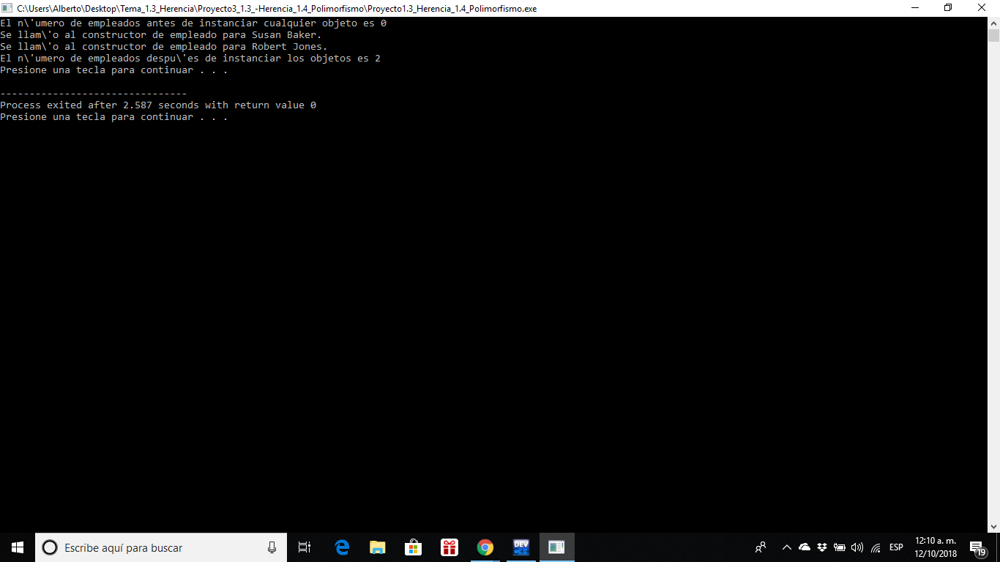 C:\Users\Alberto\Desktop\Tema_1.3_Herencia\Proyecto3_1.3_-Herencia_1.4_Polimorfismo\Proyecto1.3_Herencia_1.4_Polimorfismo.exe
El n\'umero de empleados antes de instanciar cualquier objeto es 0
Se llam\'o al constructor de empleado para Susan Baker.
Se llam\'o al constructor de empleado para Robert Jones.
El n\'umero de empleados despu\'es de instanciar los objetos es 2
Presione una tecla para continuar . . .
--------------------------------
Process exited after 2.587 seconds with return value 0
Presione una tecla para continuar . . .
Escribe aquí para buscar
DEV
ESP
12:10 a. m.
12/10/2018
19